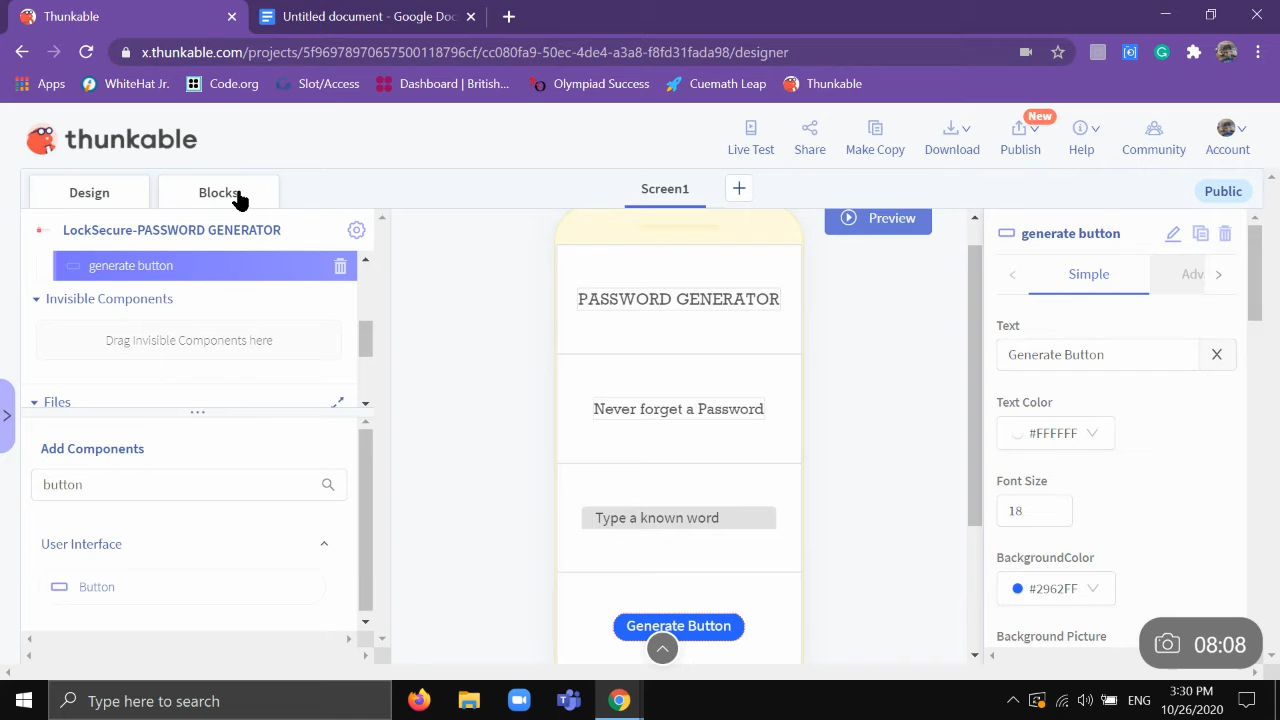 Thunkable
Untitled document - Google Doc
x.thunkable.com/projects/5f96978970657500118796cf/cc080fa9-50ec-4de4-a3a8-f8fd31fada98/designer
Apps WhiteHat Jr. Code.org Slot/Access Dashboard | British... Olympiad Success Cuemath Leap Thunkable
thunkable
New
Live Test Share Make Copy Download Publish Help Community Account
Design Blocks Screen1 Public
LockSecure-PASSWORD GENERATOR
generate button
Invisible Components
Drag Invisible Components here
Files
Add Components
button
User Interface
Button
Preview
PASSWORD GENERATOR
Never forget a Password
Type a known word
Generate Button
generate button
Simple Adv
Text
Generate Button
Text Color
#FFFFFF
Font Size
18
BackgroundColor
#2962FF
Background Picture
08:08
Type here to search
ENG
3:30 PM
10/26/2020